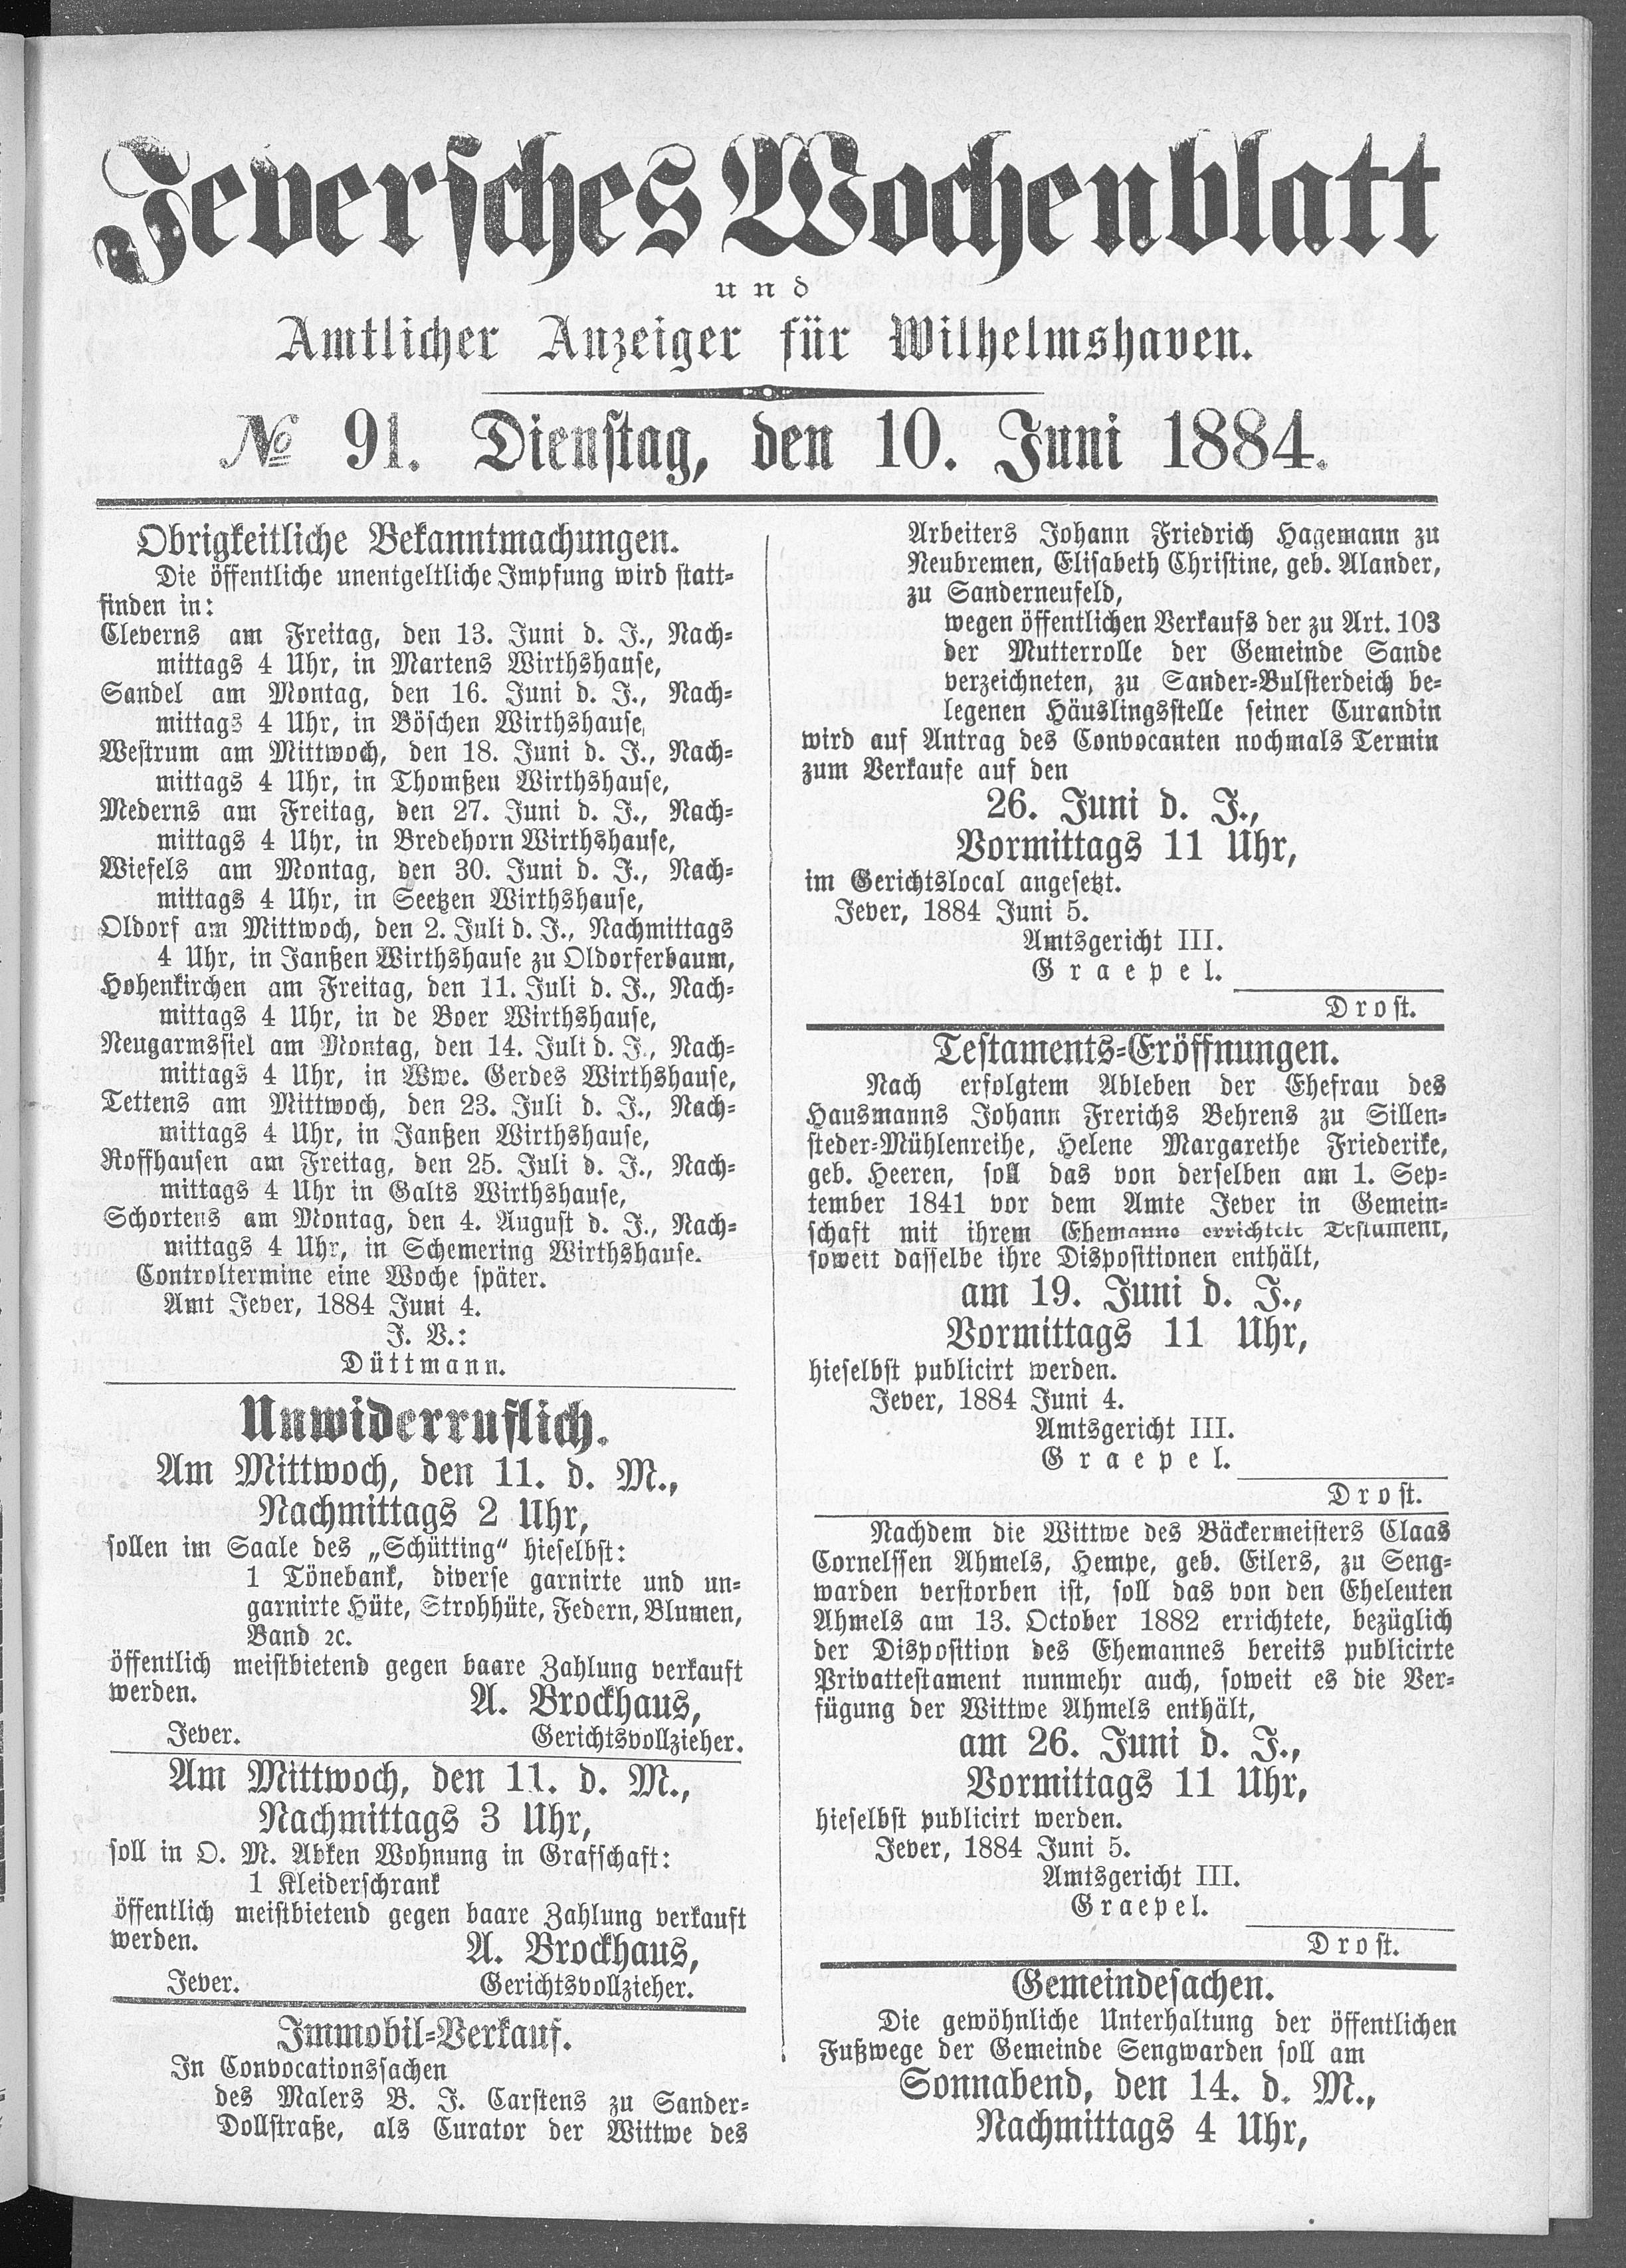 Jeversches Wochenblatt
und
Amtlicher Anzeiger für Wilhelmshaven.
№ 91. Dienstag, den 10. Juni 1884.
Obrigkeitliche Bekanntmachungen.
Die öffentliche unentgeltliche Impfung wird statt-
finden in:
Cleverns am Freitag, den 13. Juni d. J., Nach-
mittags 4 Uhr, in Martens Wirthshause,
Sandel am Montag, den 16. Juni d. J., Nach-
mittags 4 Uhr, in Böschen Wirthshause,
Westrum am Mittwoch, den 18. Juni d. J., Nach-
mittags 4 Uhr, in Thomßen Wirthshause,
Mederns am Freitag, den 27. Juni d. J., Nach-
mittags 4 Uhr, in Bredehorn Wirthshause,
Wiefels am Montag, den 30. Juni d. J., Nach-
mittags 4 Uhr, in Seetzen Wirthshause,
Oldorf am Mittwoch, den 2. Juli d. J., Nachmittags
4 Uhr, in Janßen Wirthshause zu Oldorferbaum,
Hohenkirchen am Freitag, den 11. Juli d. J., Nach-
mittags 4 Uhr, in de Boer Wirthshause,
Neugarmssiel am Montag, den 14. Juli d. J., Nach-
mittags 4 Uhr, in Wwe. Gerdes Wirthshause,
Tettens am Mittwoch, den 23. Juli d. J., Nach-
mittags 4 Uhr, in Janßen Wirthshause,
Roffhausen am Freitag, den 25. Juli d. J., Nach-
mittags 4 Uhr in Galts Wirthshause,
Schortens am Montag, den 4. August d. J., Nach-
mittags 4 Uhr, in Schemering Wirthshause.
Controltermine eine Woche später.
Amt Jever, 1884 Juni 4.
J. V.:
Düttmann.
Unwiderruflich.
Am Mittwoch, den 11. d. M.,
Nachmittags 2 Uhr,
sollen im Saale des „Schütting“ hieselbst:
1 Tönebank, diverse garnirte und un-
garnirte Hüte, Strohhüte, Federn, Blumen,
Band ꝛc.
öffentlich meistbietend gegen baare Zahlung verkauft
werden. A. Brockhaus,
Jever. Gerichtsvollzieher.
Am Mittwoch, den 11. d. M.,
Nachmittags 3 Uhr,
soll in O. M. Abken Wohnung in Grafschaft:
1 Kleiderschrank
öffentlich meistbietend gegen baare Zahlung verkauft
werden. A. Brockhaus,
Jever. Gerichtsvollzieher.
Immobil-Verkauf.
In Convocationssachen
des Malers B. J. Carstens zu Sander-
Dollstraße, als Curator der Wittwe des
Arbeiters Johann Friedrich Hagemann zu
Neubremen, Elisabeth Christine, geb. Alander,
zu Sanderneufeld,
wegen öffentlichen Verkaufs der zu Art. 103
der Mutterrolle der Gemeinde Sande
verzeichneten, zu Sander-Bulsterdeich be-
legenen Häuslingsstelle seiner Curandin
wird auf Antrag des Convocanten nochmals Termin
zum Verkaufe auf den
26. Juni d. J.,
Vormittags 11 Uhr,
im Gerichtslocal angesetzt.
Jever, 1884 Juni 5.
Amtsgericht III.
Graepel.
Drost.
Testaments-Eröffnungen.
Nach erfolgtem Ableben der Ehefrau des
Hausmanns Johann Frerichs Behrens zu Sillen-
steder-Mühlenreihe, Helene Margarethe Friederike,
geb. Heeren, soll das von derselben am 1. Sep-
tember 1841 vor dem Amte Jever in Gemein-
schaft mit ihrem Ehemanne errichtete Testament,
soweit dasselbe ihre Dispositionen enthält,
am 19. Juni d. J.,
Vormittags 11 Uhr,
hieselbst publicirt werden.
Jever, 1884 Juni 4.
Amtsgericht III.
Graepel.
Drost.
Nachdem die Wittwe des Bäckermeisters Claas
Cornelssen Ahmels, Hempe, geb. Eilers, zu Seng-
warden verstorben ist, soll das von den Eheleuten
Ahmels am 13. October 1882 errichtete, bezüglich
der Disposition des Ehemannes bereits publicirte
Privattestament nunmehr auch, soweit es die Ver-
fügung der Wittwe Ahmels enthält,
am 26. Juni d. J.,
Vormittags 11 Uhr,
hieselbst publicirt werden.
Jever, 1884 Juni 5.
Amtsgericht III.
Graepel.
Drost.
Gemeindesachen.
Die gewöhnliche Unterhaltung der öffentlichen
Fußwege der Gemeinde Sengwarden soll am
Sonnabend, den 14. d. M.,
Nachmittags 4 Uhr,